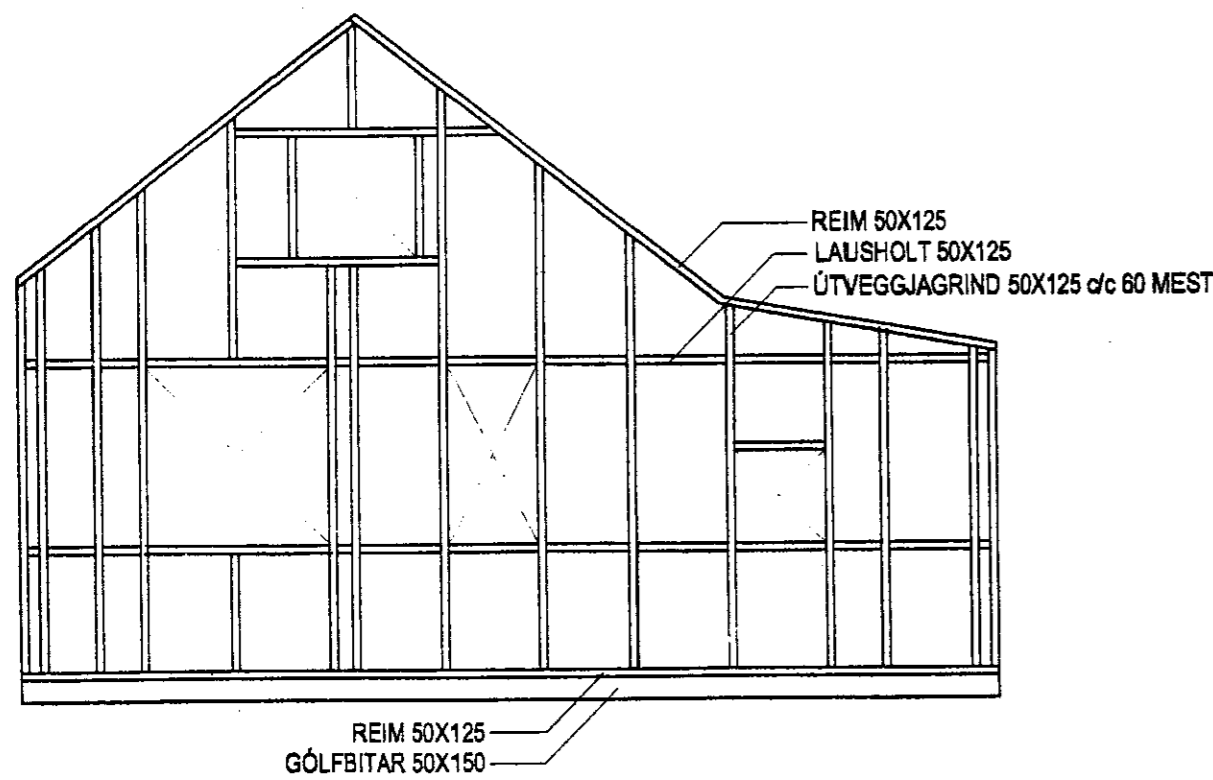 REIM 50X125
LAUSHOLT 50X125
ÚTVEGGJAGRIND 50X125 c/c 60 MEST
REIM 50X125
GÓLFBITAR 50X150